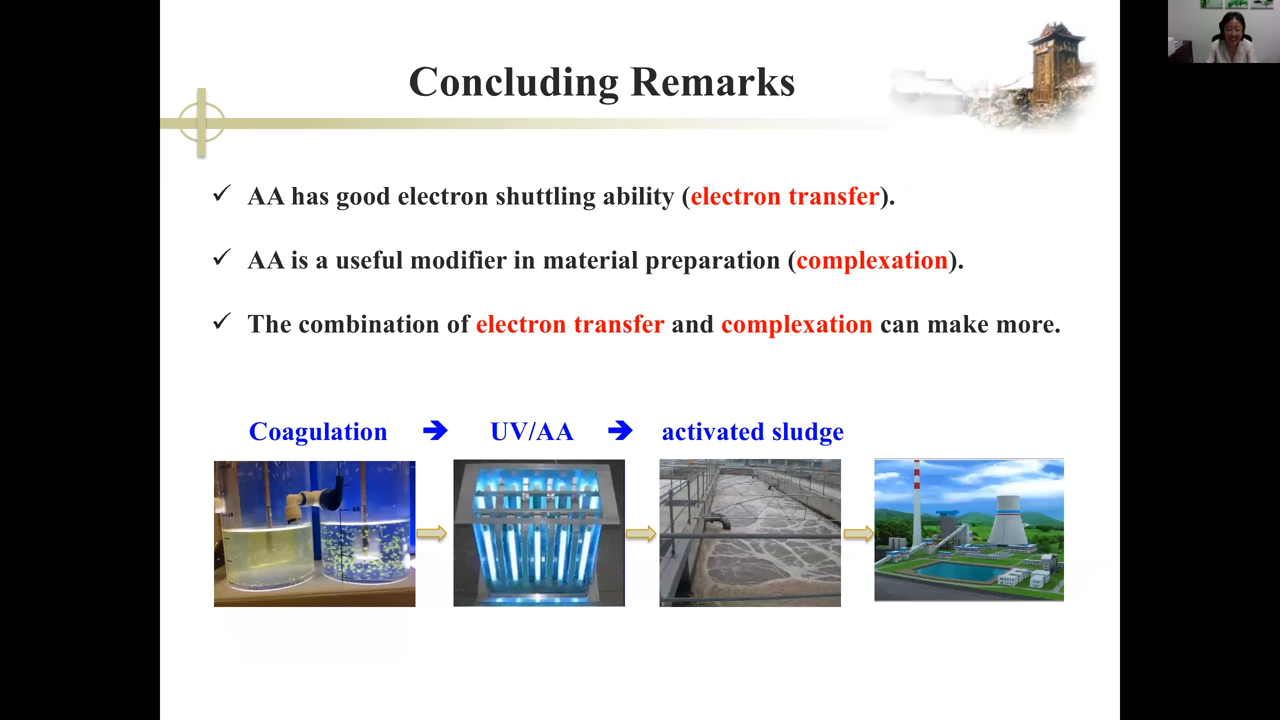 Concluding Remarks
✓ AA has good electron shuttling ability (electron transfer).
✓ AA is a useful modifier in material preparation (complexation).
✓ The combination of electron transfer and complexation can make more.
Coagulation → UV/AA → activated sludge